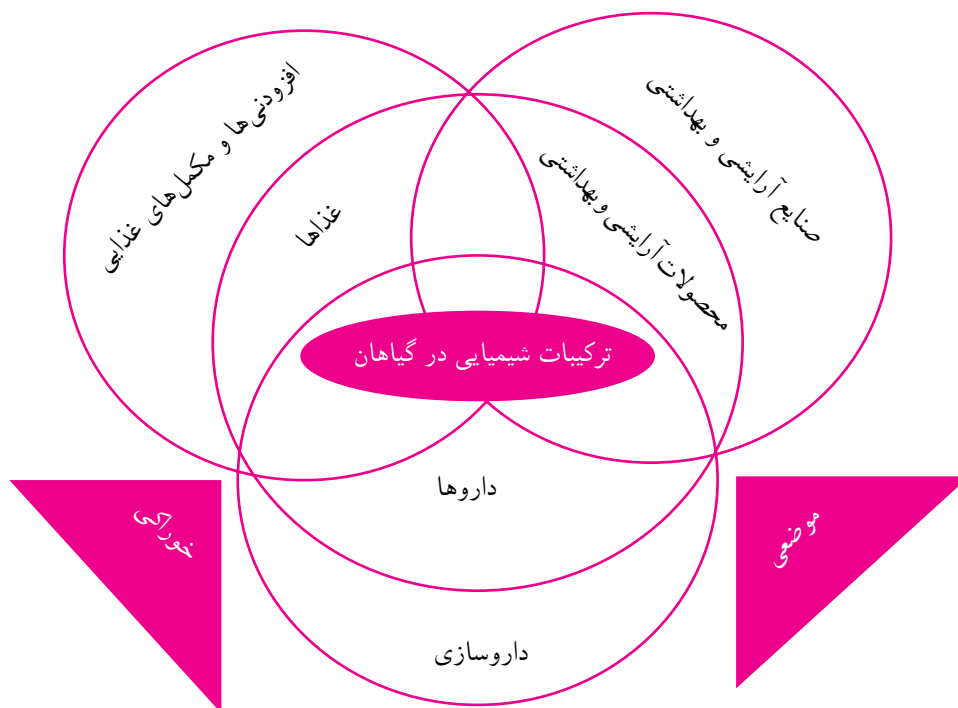 صنایع آرایشی و بهداشتی
افزودنی‌ها و مکمل‌های غذایی
محصولات آرایشی و بهداشتی
غذاها
ترکیبات شیمیایی در گیاهان
داروها
موضعی
خوراکی
داروسازی